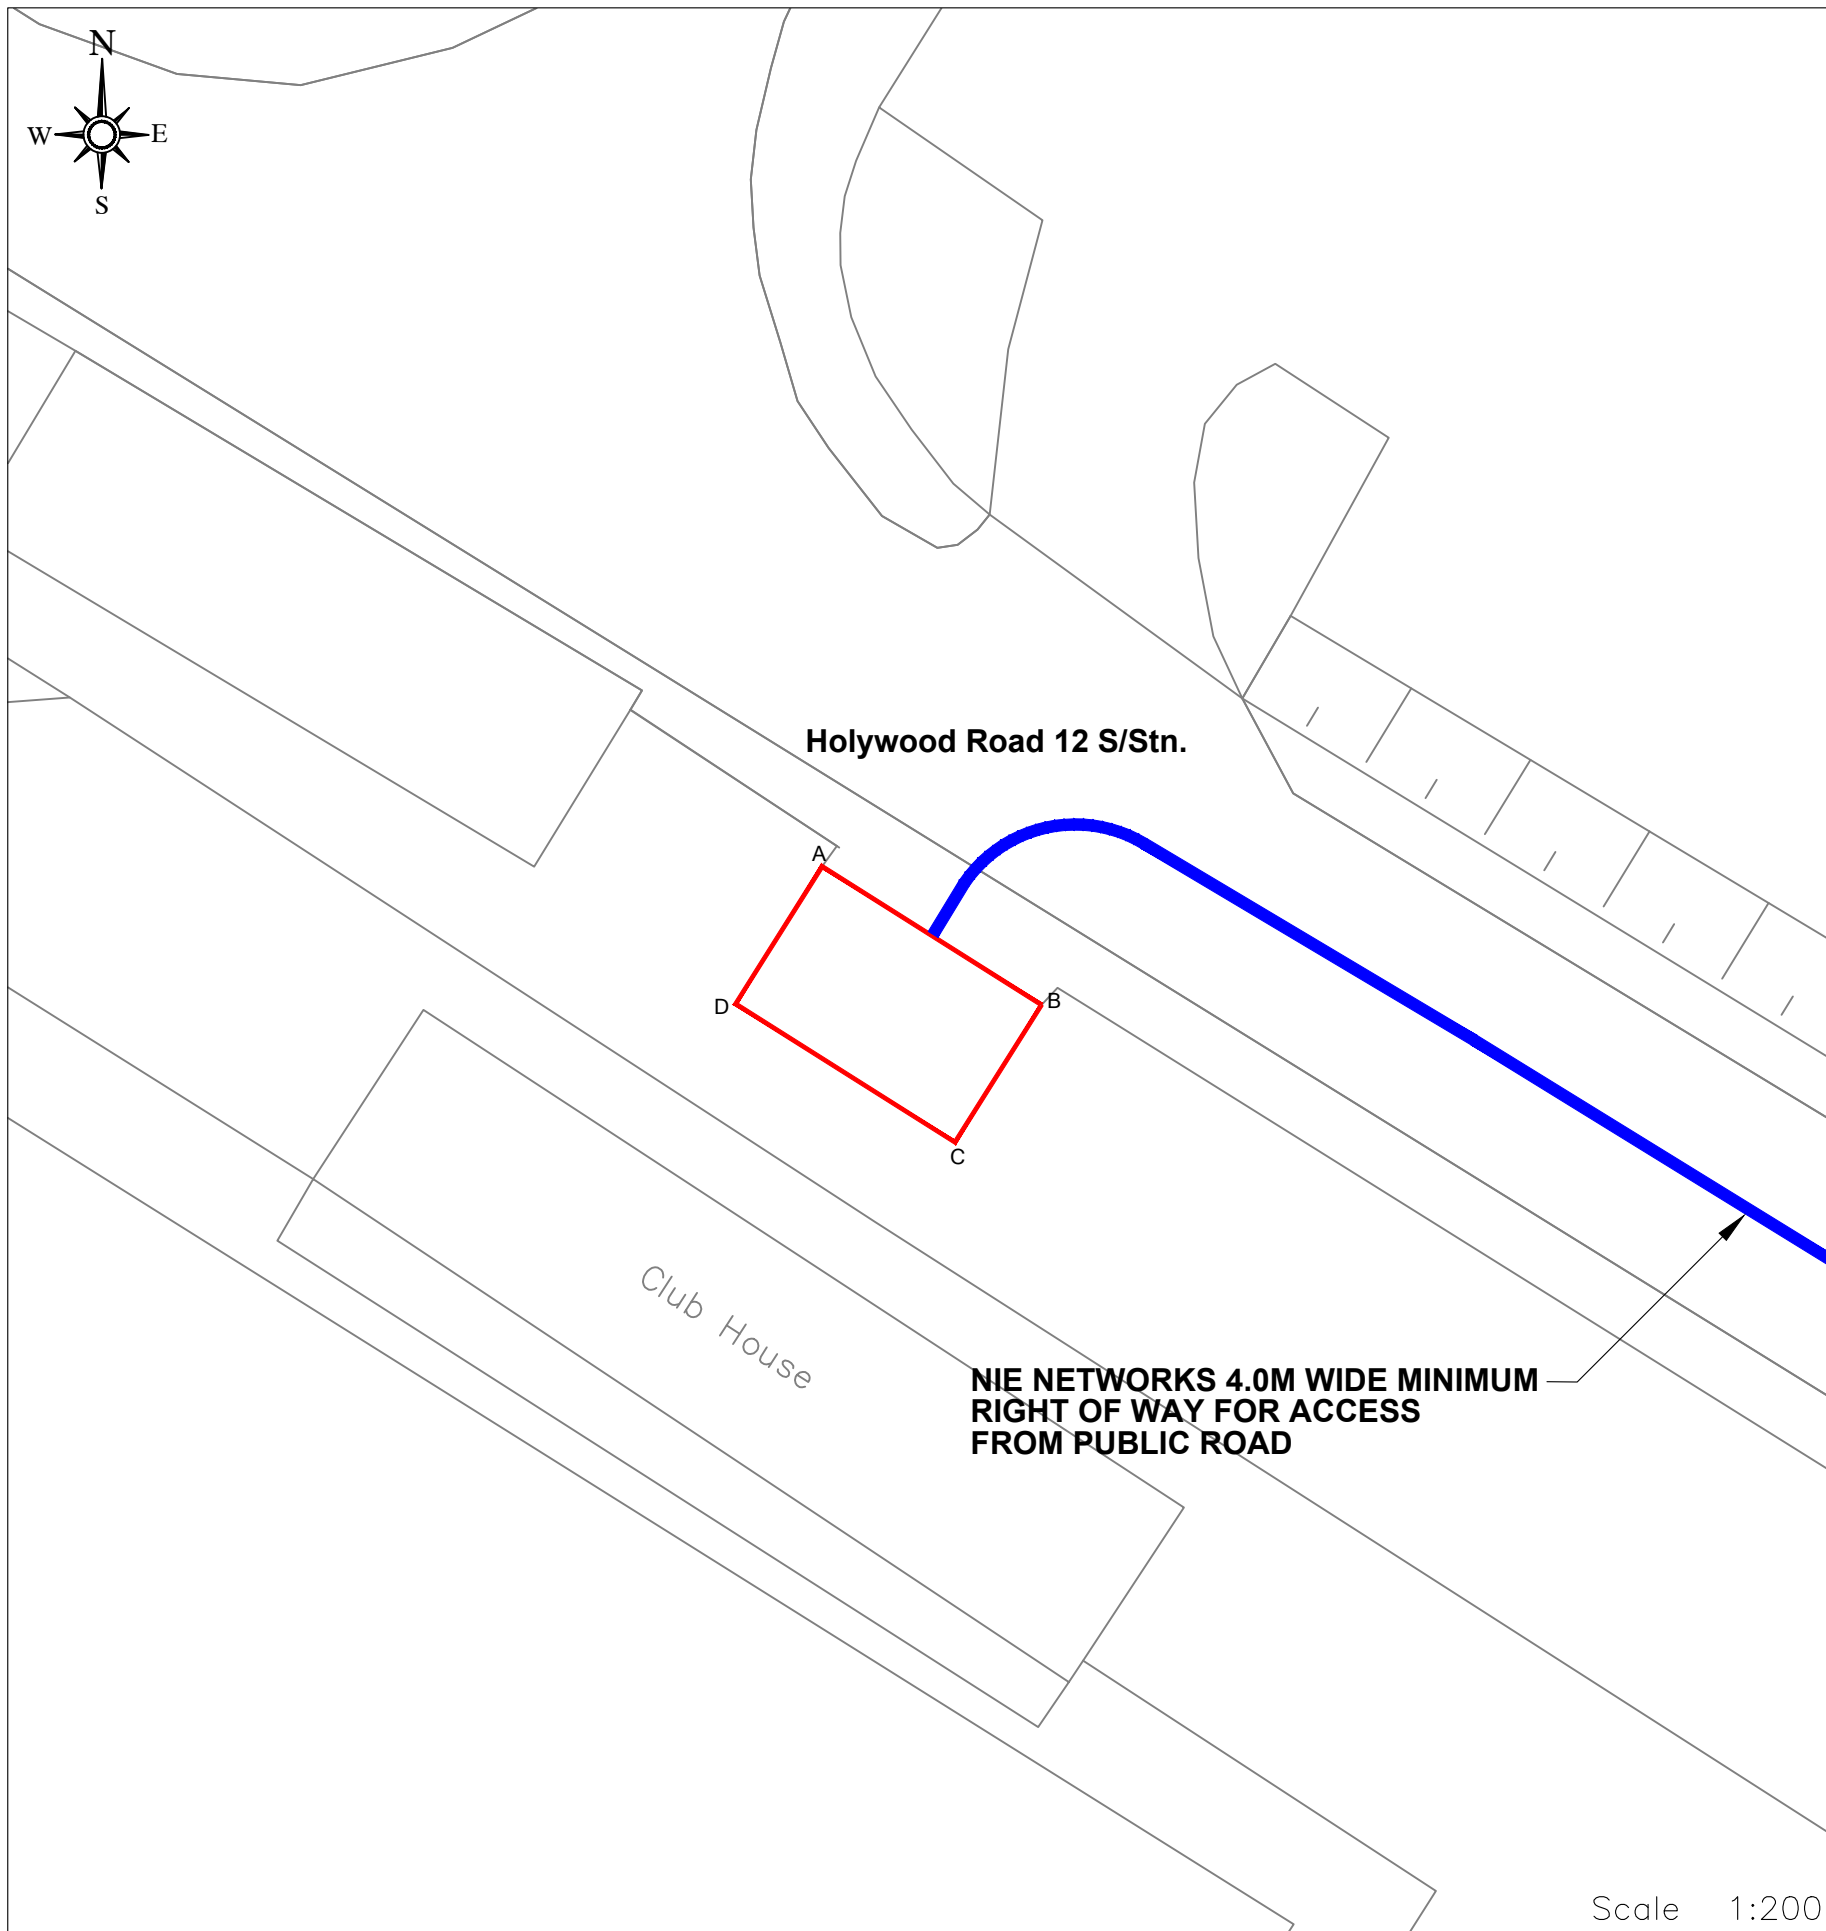 N
W E
S
Holywood Road 12 S/Stn.
A
B
D
C
Club House
NIE NETWORKS 4.0M WIDE MINIMUM
RIGHT OF WAY FOR ACCESS
FROM PUBLIC ROAD
Scale 1:200